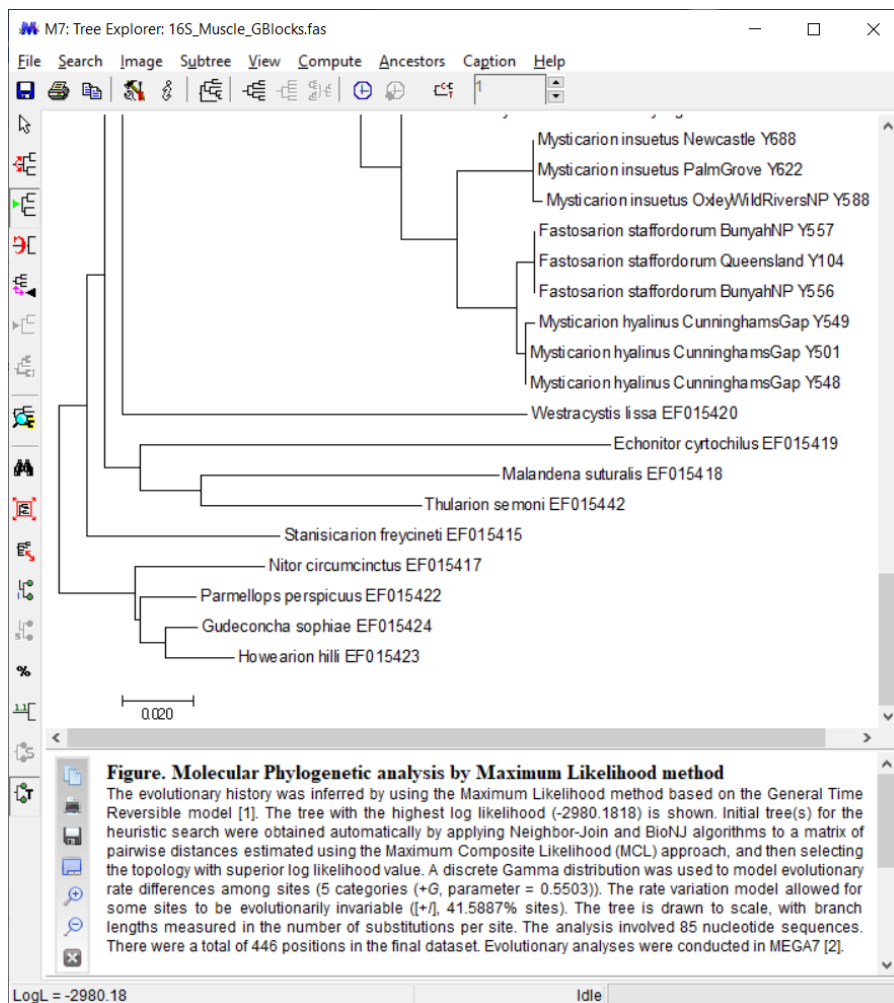 M7: Tree Explorer: 16S_Muscle_GBlocks.fas
File Search Image Subtree View Compute Ancestors Caption Help
1
Mysticarion insuetus Newcastle Y688
Mysticarion insuetus PalmGrove Y622
Mysticarion insuetus OxleyWildRiversNP Y588
Fastosarion staffordorum BunyahNP Y557
Fastosarion staffordorum Queensland Y104
Fastosarion staffordorum BunyahNP Y556
Mysticarion hyalinus CunninghamsGap Y549
Mysticarion hyalinus CunninghamsGap Y501
Mysticarion hyalinus CunninghamsGap Y548
Westracystis lissa EF015420
Echonitor cyrtochilus EF015419
Malandena suturalis EF015418
Thularion semoni EF015442
Stanisicarion freycineti EF015415
Nitor circumcinctus EF015417
Parmellops perspicuus EF015422
Gudeconcha sophiae EF015424
Howearion hilli EF015423
0.020
Figure. Molecular Phylogenetic analysis by Maximum Likelihood method
The evolutionary history was inferred by using the Maximum Likelihood method based on the General Time
Reversible model [1]. The tree with the highest log likelihood (-2980.1818) is shown. Initial tree(s) for the
heuristic search were obtained automatically by applying Neighbor-Join and BioNJ algorithms to a matrix of
pairwise distances estimated using the Maximum Composite Likelihood (MCL) approach, and then selecting
the topology with superior log likelihood value. A discrete Gamma distribution was used to model evolutionary
rate differences among sites (5 categories (+G, parameter = 0.5503)). The rate variation model allowed for
some sites to be evolutionarily invariable ([+I], 41.5887% sites). The tree is drawn to scale, with branch
lengths measured in the number of substitutions per site. The analysis involved 85 nucleotide sequences.
There were a total of 446 positions in the final dataset. Evolutionary analyses were conducted in MEGA7 [2].
LogL = -2980.18
Idle